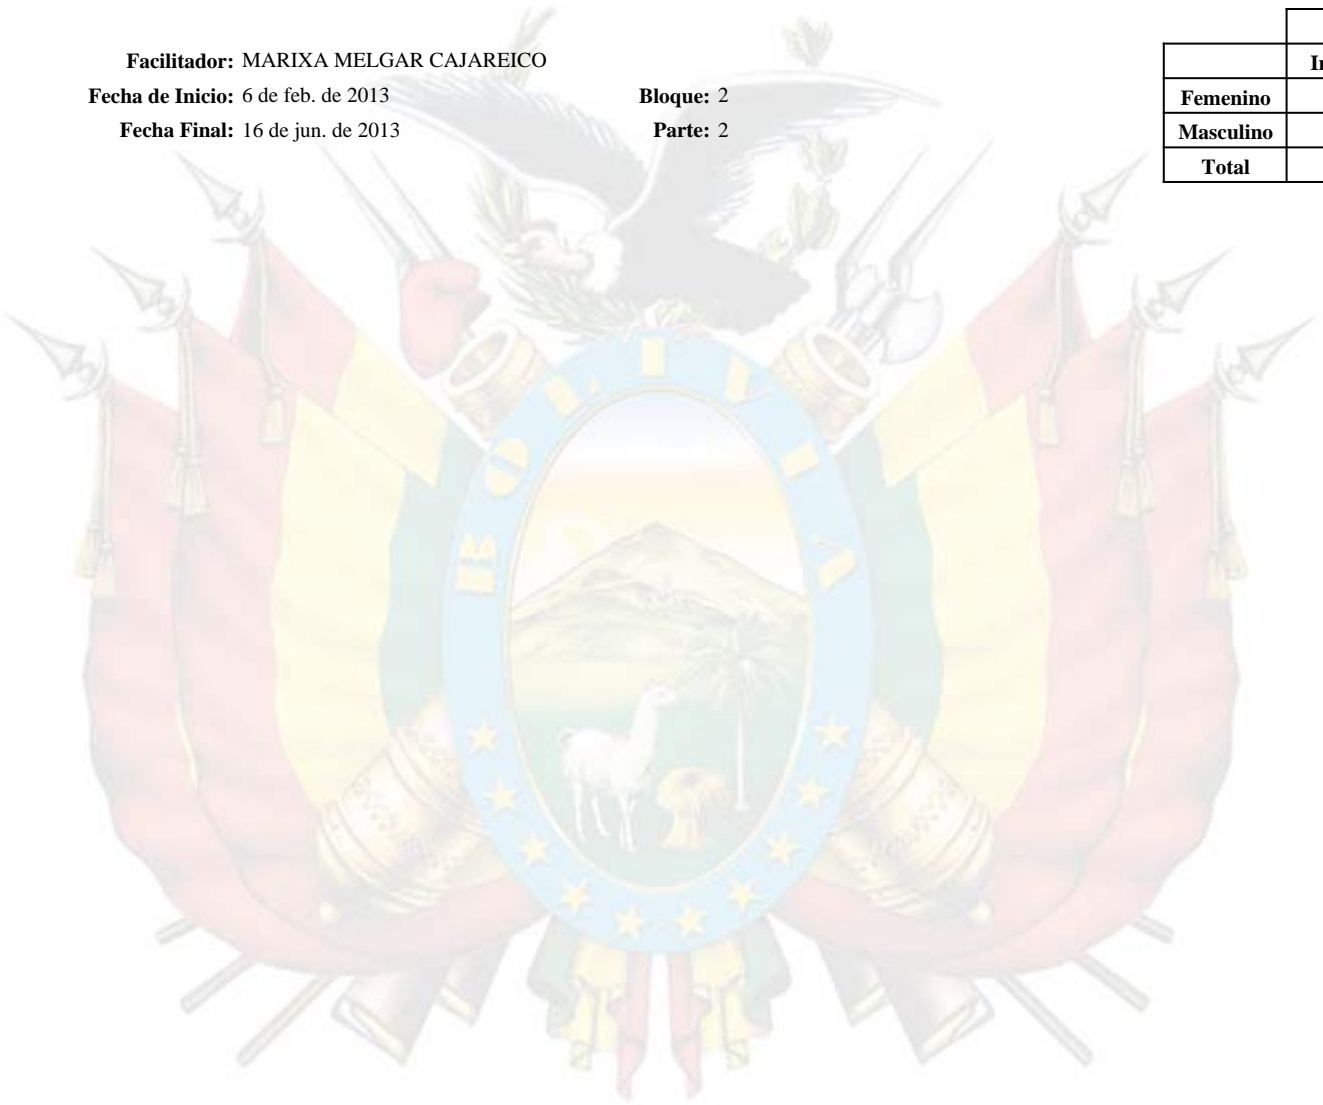 Facilitador: MARIXA MELGAR CAJAREICO
Fecha de Inicio: 6 de feb. de 2013 Bloque: 2
Fecha Final: 16 de jun. de 2013 Parte: 2
Femenino
Masculino
Total
BOLIVIA